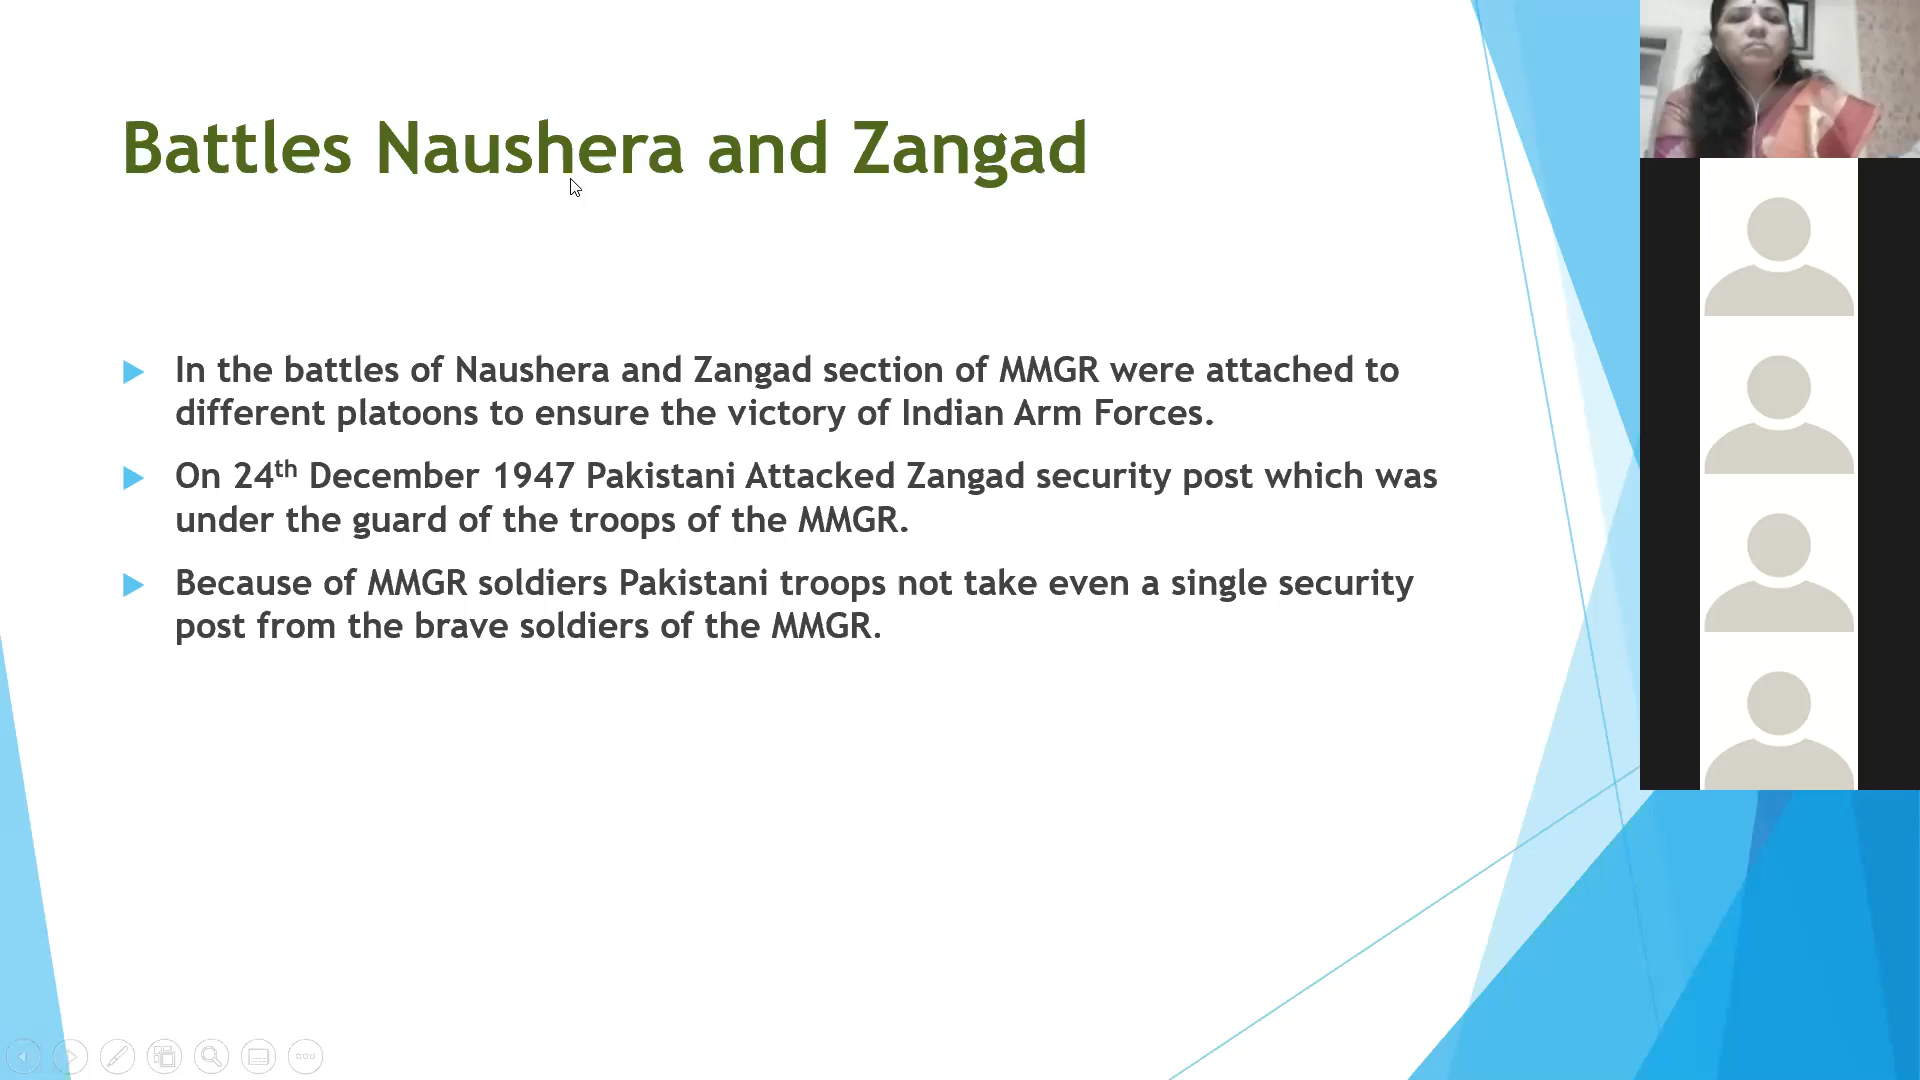 Battles Naushera and Zangad
In the battles of Naushera and Zangad section of MMGR were attached to
different platoons to ensure the victory of Indian Arm Forces.
On 24th December 1947 Pakistani Attacked Zangad security post which was
under the guard of the troops of the MMGR.
Because of MMGR soldiers Pakistani troops not take even a single security
post from the brave soldiers of the MMGR.